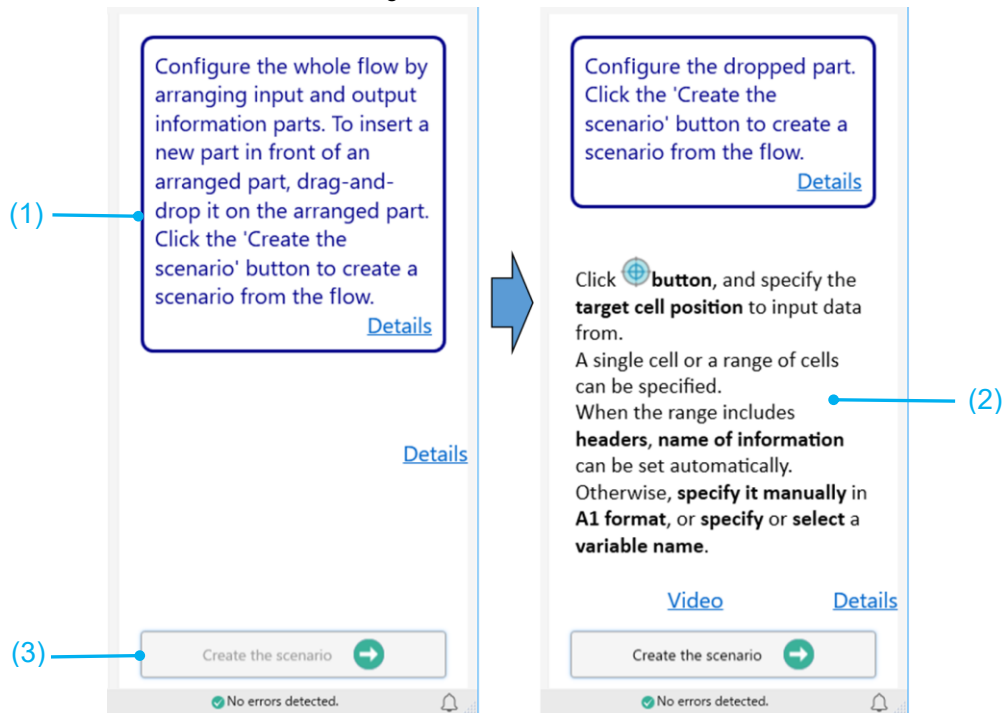 Configure the whole flow by
arranging input and output
information parts. To insert a
new part in front of an
arranged part, drag-and-
drop it on the arranged part.
Click the 'Create the
scenario' button to create a
scenario from the flow.
Details
(1)
Details
(3)
Create the scenario
No errors detected.
Configure the dropped part.
Click the 'Create the
scenario' button to create a
scenario from the flow.
Details
Click button, and specify the
target cell position to input data
from.
A single cell or a range of cells
can be specified.
When the range includes
headers, name of information
can be set automatically.
Otherwise, specify it manually in
A1 format, or specify or select a
variable name.
(2)
Video Details
Create the scenario
No errors detected.